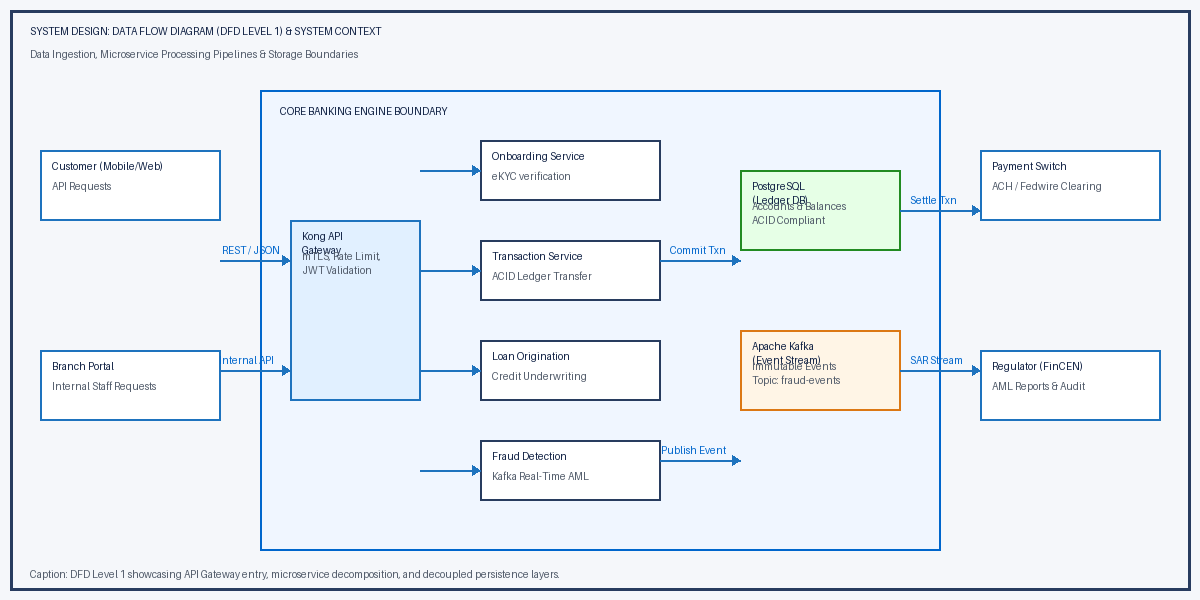 SYSTEM DESIGN: DATA FLOW DIAGRAM (DFD LEVEL 1) & SYSTEM CONTEXT
Data Ingestion, Microservice Processing Pipelines & Storage Boundaries
CORE BANKING ENGINE BOUNDARY
Customer (Mobile/Web)
API Requests
Branch Portal
Internal Staff Requests
REST / JSON
Internal API
Kong API
Gateway
mTLS, Rate Limit,
JWT Validation
Onboarding Service
eKYC verification
Transaction Service
ACID Ledger Transfer
Loan Origination
Credit Underwriting
Fraud Detection
Kafka Real-Time AML
Commit Txn
Publish Event
PostgreSQL
(Ledger DB)
Accounts & Balances
ACID Compliant
Apache Kafka
(Event Stream)
Immutable Events
Topic: fraud-events
Settle Txn
SAR Stream
Payment Switch
ACH / Fedwire Clearing
Regulator (FinCEN)
AML Reports & Audit
Caption: DFD Level 1 showcasing API Gateway entry, microservice decomposition, and decoupled persistence layers.